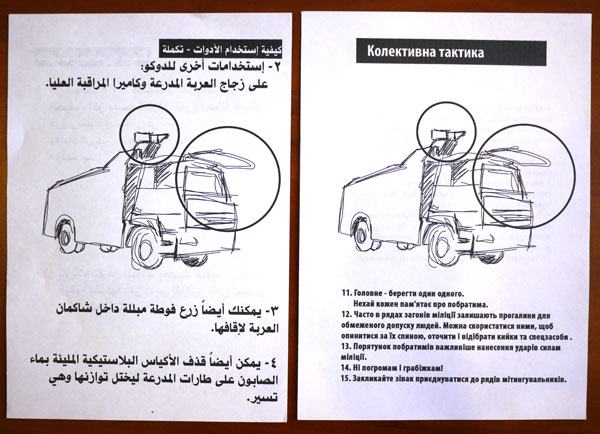 كيفية إستخدام الأدوات - تكملة
٢- إستخدامات أخرى للدوكو:
على زجاج العربة المدرعة وكاميرا المراقبة العليا.
٣- يمكنك أيضاً زرع فوطة مبللة داخل شاكمان
العربة لإقافها.
٤- يمكن أيضاً قذف الأكياس البلاستيكية المليئة بماء
الصابون على طارات المدرعة ليختل توازنها وهي
تسير.
Колективна тактика
11. Головне - берегти один одного.
Нехай кожен пам'ятає про побратима.
12. Часто в рядах загонів міліції залишають прогалини для
обмеженого допуску людей. Можна скористатися ними, щоб
опинитися за їх спиною, оточити і відібрати кийки та спецзасоби .
13. Порятунок побратимів важливіше нанесення ударів силам
міліції.
14. Ні погромам і грабіжкам!
15. Закликайте зівак приєднуватися до рядів мітингувальників.